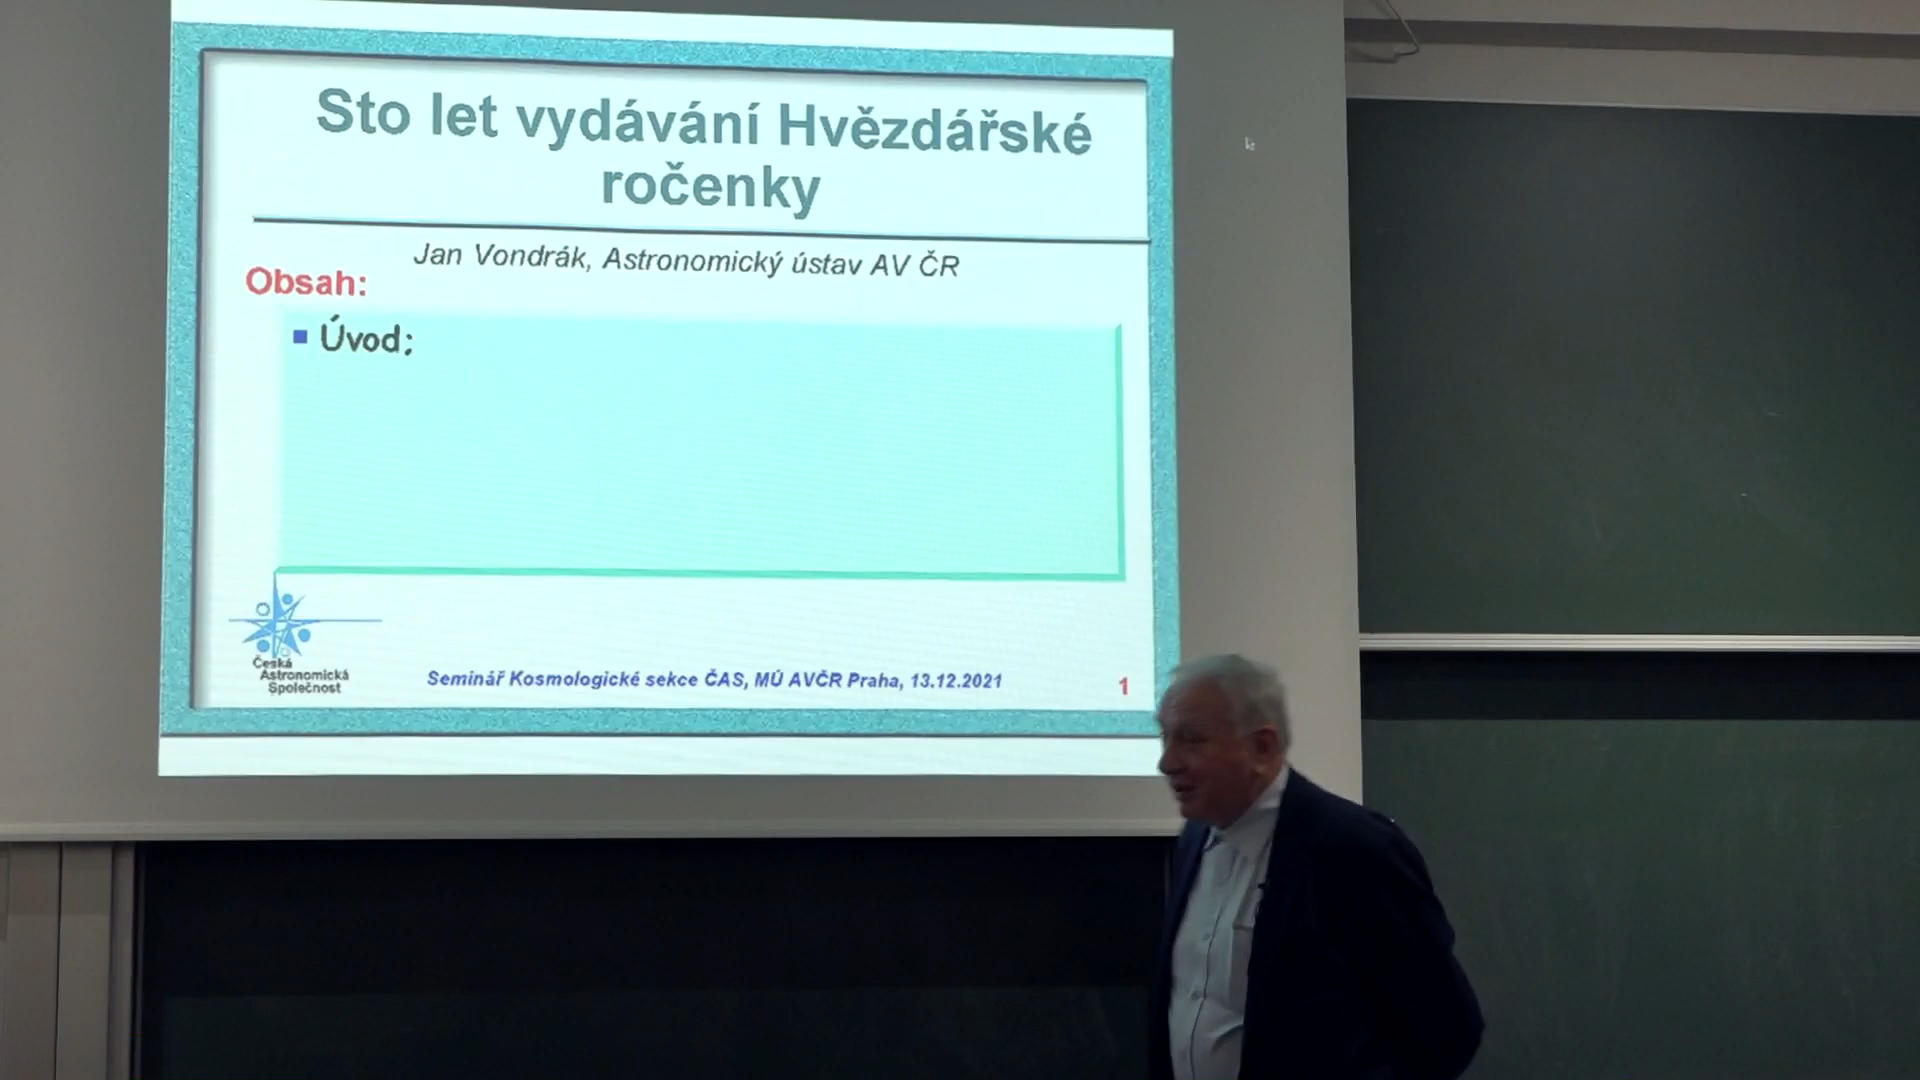 Sto let vydávání Hvězdářské
ročenky
Jan Vondrák, Astronomický ústav AV ČR
Obsah:
Úvod:
Česká
Astronomická
Společnost
Seminář Kosmologické sekce ČAS, MÚ AVČR Praha, 13.12.2021
1